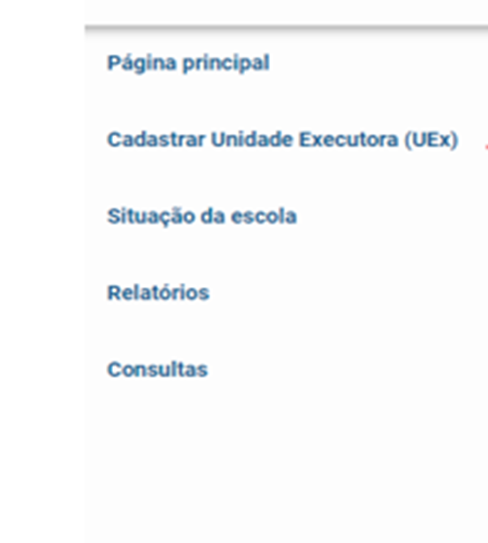 Página principal
Cadastrar Unidade Executora (UEx)
Situação da escola
Relatórios
Consultas